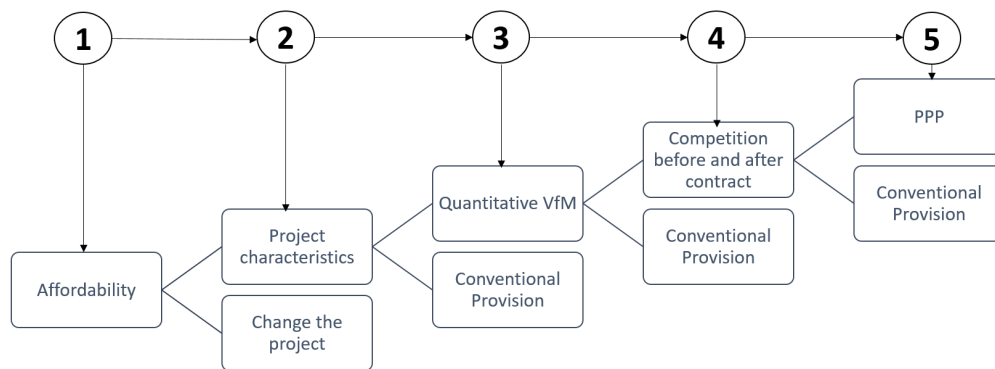 1
2
3
4
5
Affordability
Project
characteristics
Change the
project
Quantitative VfM
Conventional
Provision
Competition
before and after
contract
Conventional
Provision
PPP
Conventional
Provision